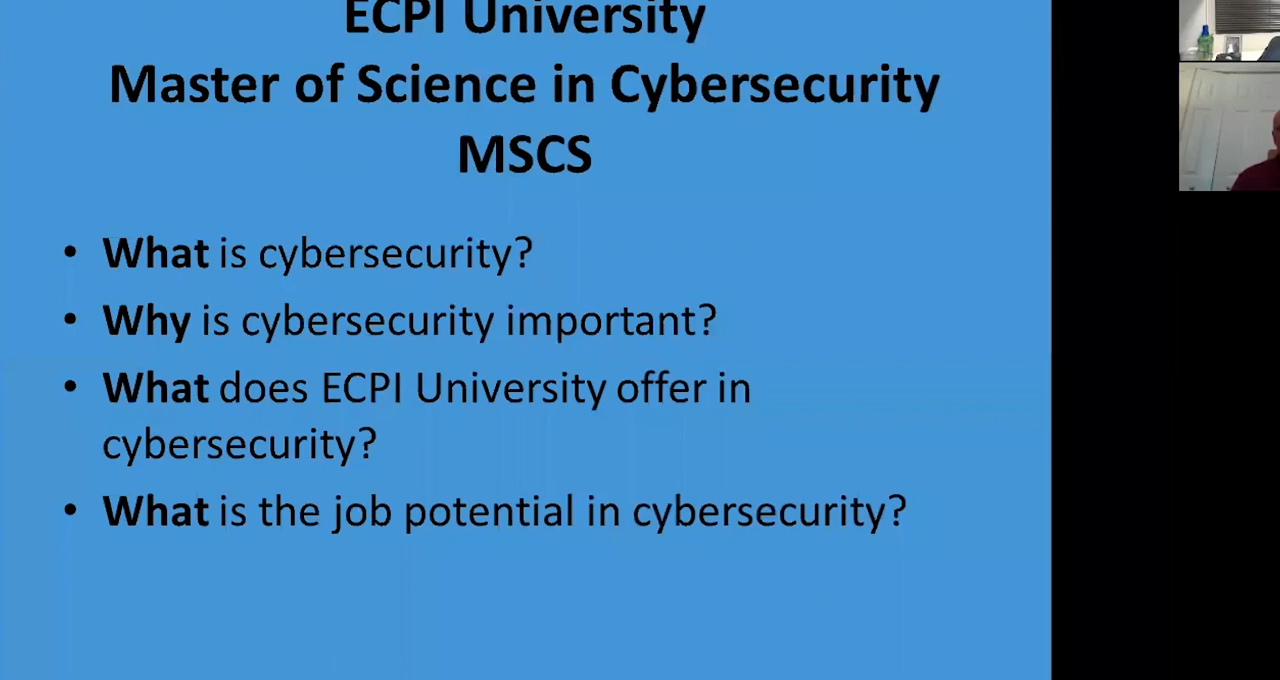 ECPI University
Master of Science in Cybersecurity
MSCS
• What is cybersecurity?
• Why is cybersecurity important?
• What does ECPI University offer in
cybersecurity?
• What is the job potential in cybersecurity?